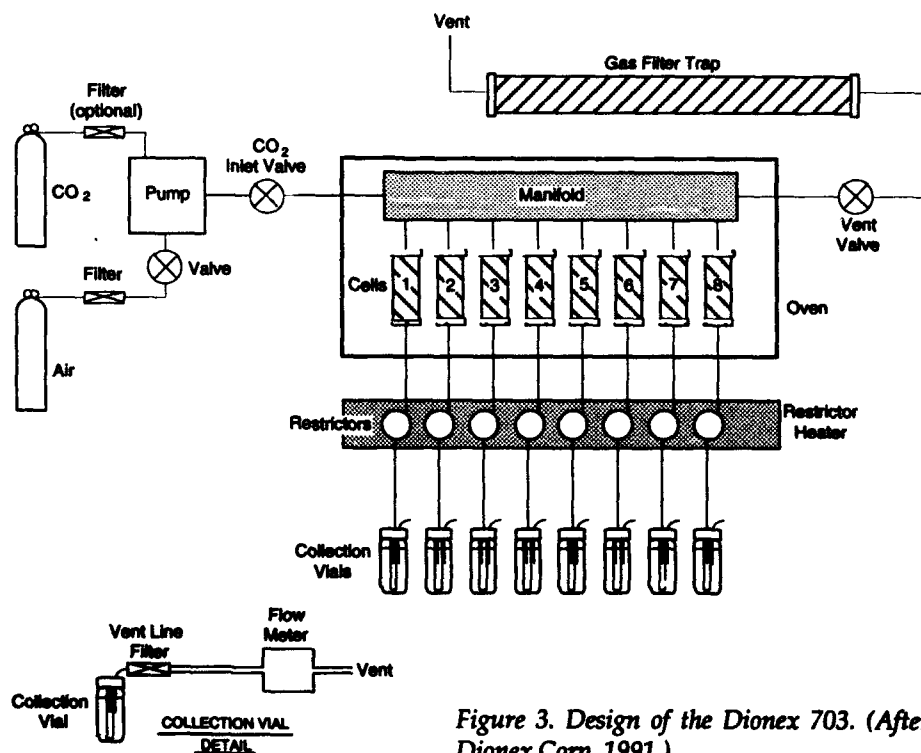 Vent
Gas Filter Trap
Filter
(optional)
CO2
Inlet Valve
CO2
Pump
Manifold
Vent
Valve
Valve
Filter
Cells
1 2 3 4 5 6 7 8
Oven
Air
Restrictors
Restrictor
Heater
Collection
Vials
Flow
Meter
Vent Line
Filter
Vent
Collection
Vial
COLLECTION VIAL
DETAIL
Figure 3. Design of the Dionex 703. (Afte
Dionex Corp. 1991.)